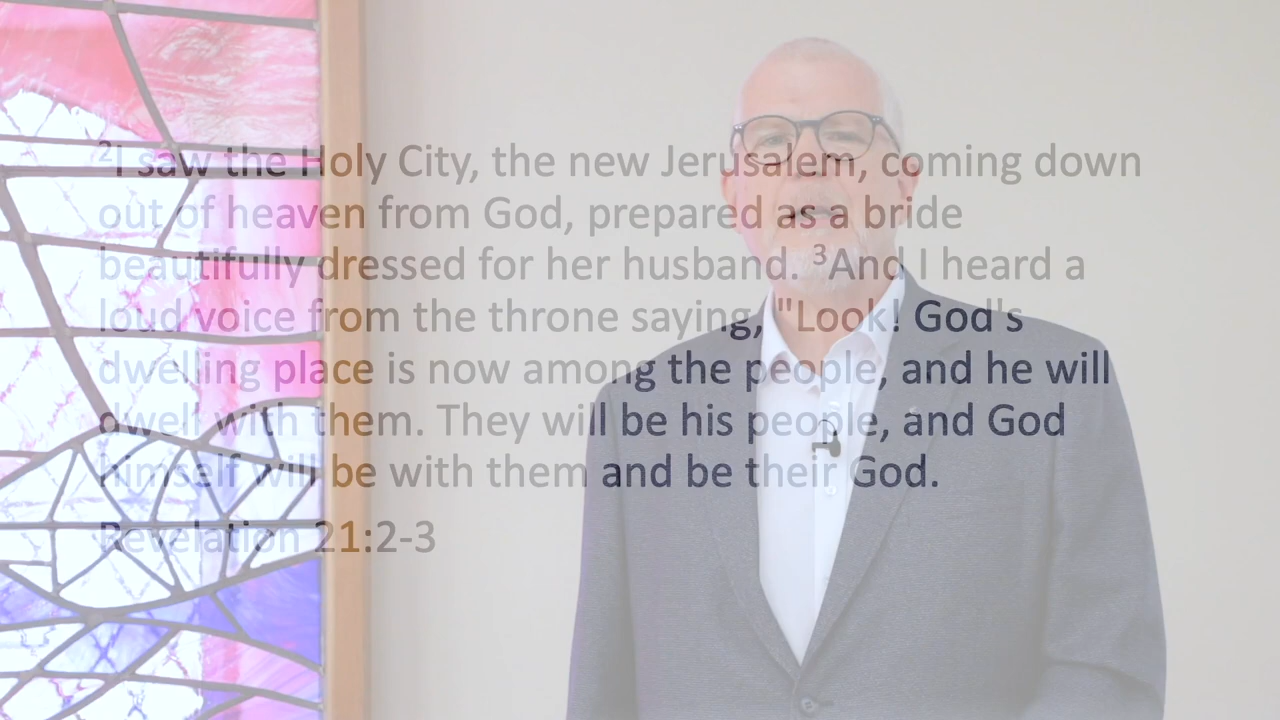 ²I saw the Holy City, the new Jerusalem, coming down
out of heaven from God, prepared as a bride
beautifully dressed for her husband. ³And I heard a
loud voice from the throne saying, "Look! God's
dwelling place is now among the people, and he will
dwell with them. They will be his people, and God
himself will be with them and be their God.
Revelation 21:2-3